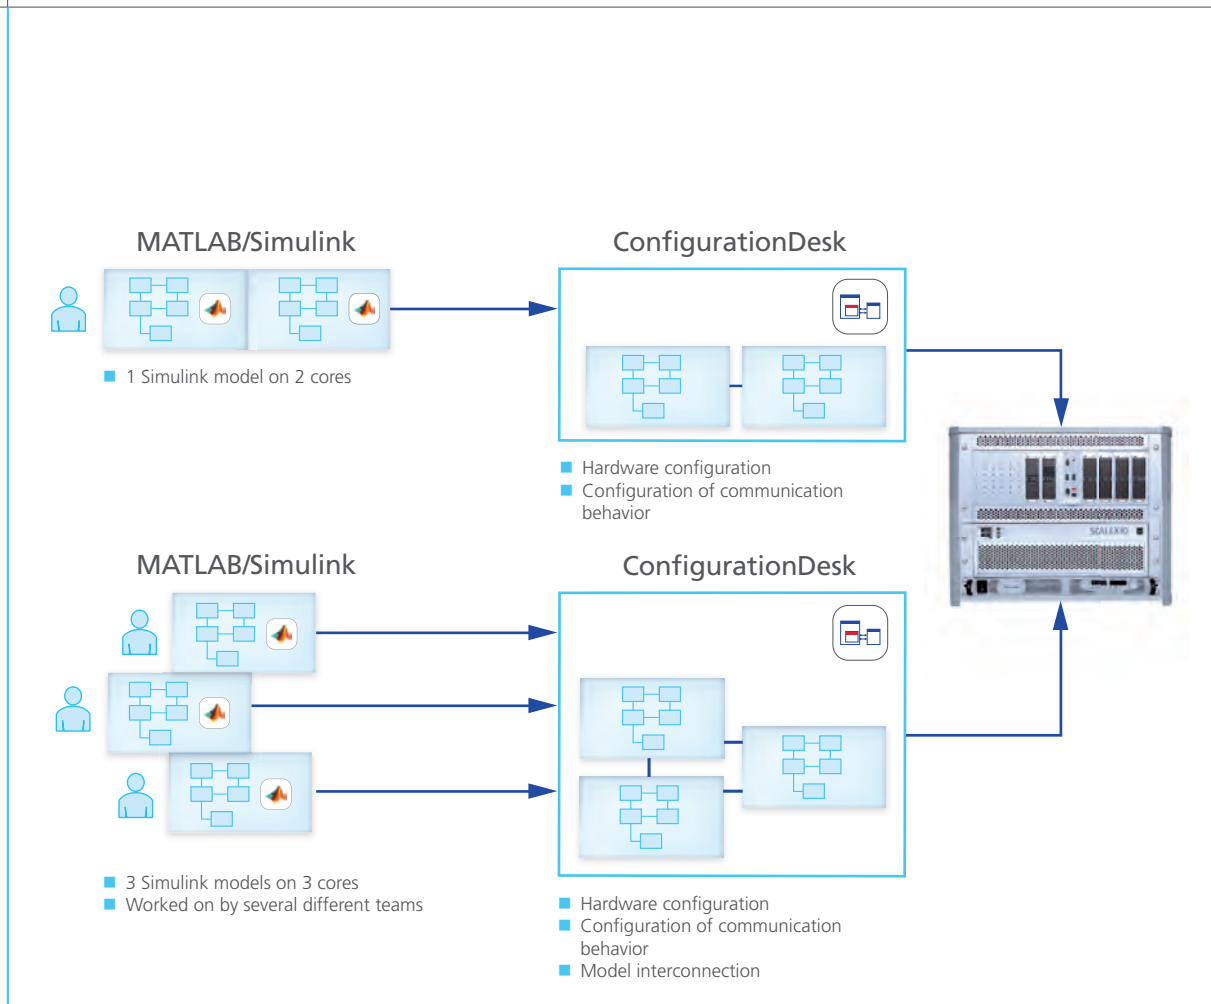 MATLAB/Simulink
ConfigurationDesk
1 Simulink model on 2 cores
Hardware configuration
Configuration of communication
behavior
SCALEXIO
MATLAB/Simulink
ConfigurationDesk
3 Simulink models on 3 cores
Worked on by several different teams
Hardware configuration
Configuration of communication
behavior
Model interconnection